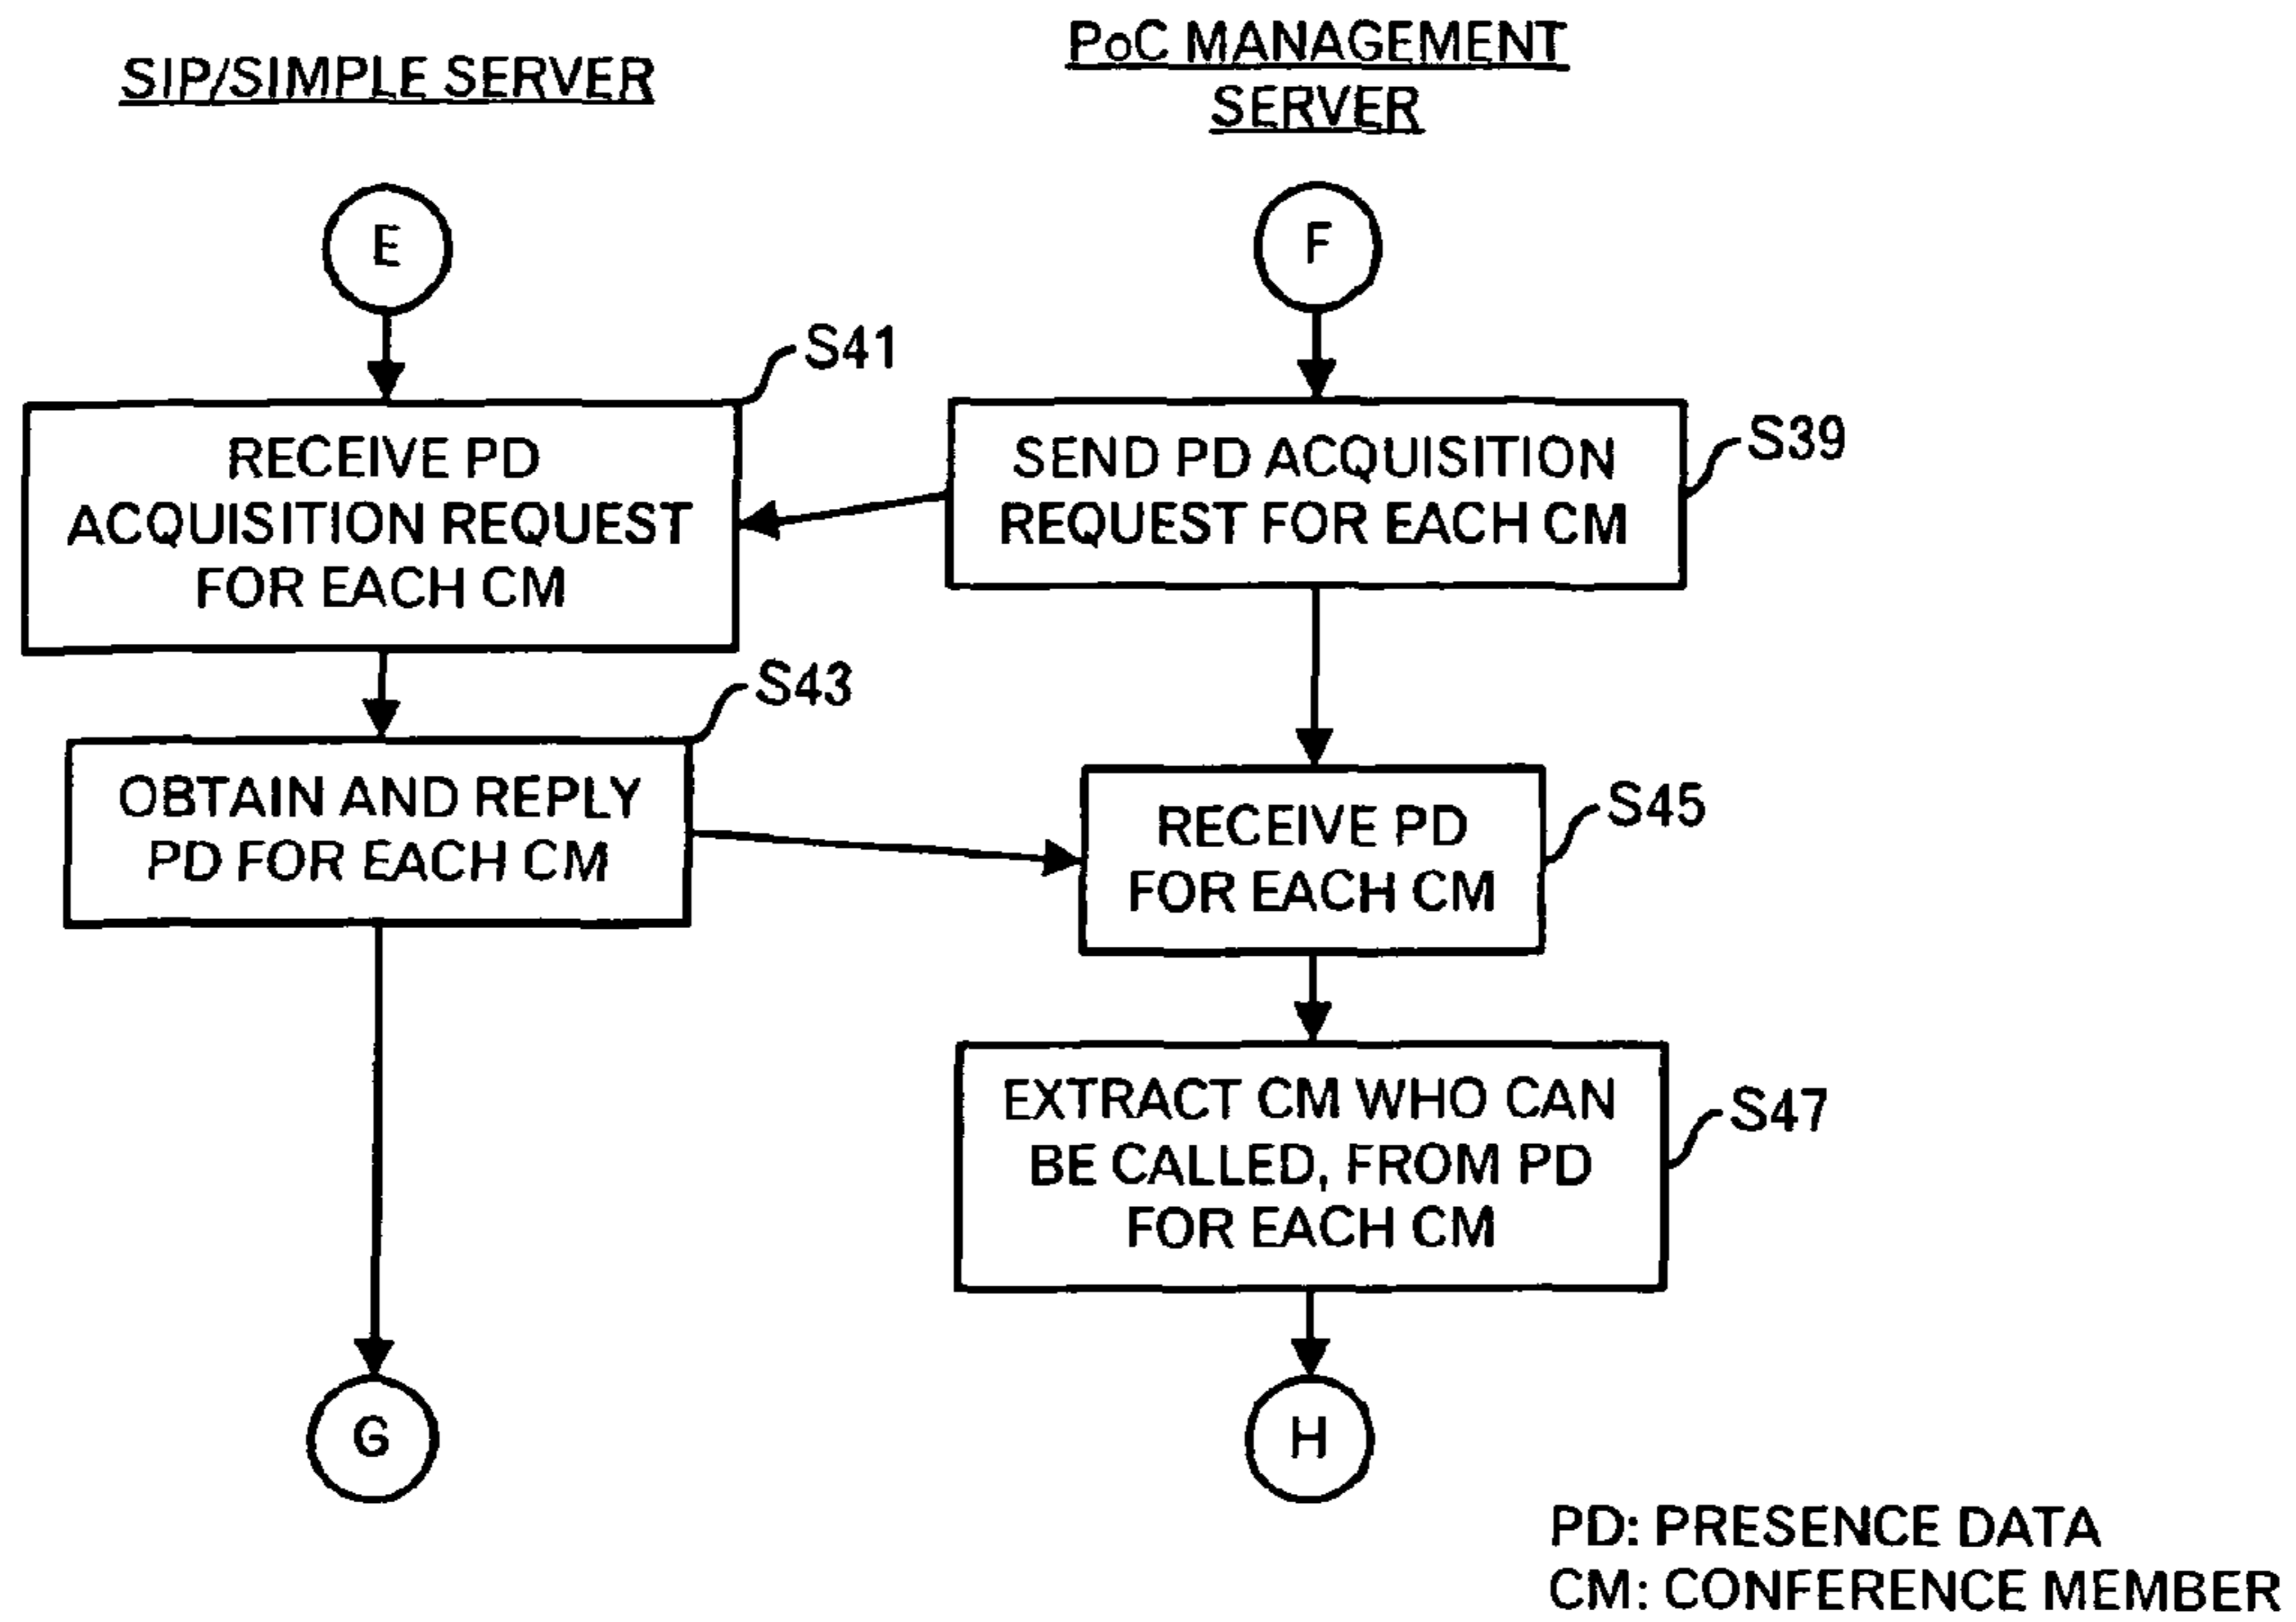 SIP/SIMPLE SERVER
PoC MANAGEMENT
SERVER
E
F
S41
RECEIVE PD
ACQUISITION REQUEST
FOR EACH CM
SEND PD ACQUISITION
REQUEST FOR EACH CM
S39
S43
OBTAIN AND REPLY
PD FOR EACH CM
RECEIVE PD
FOR EACH CM
S45
EXTRACT CM WHO CAN
BE CALLED, FROM PD
FOR EACH CM
S47
G
H
PD: PRESENCE DATA
CM: CONFERENCE MEMBER